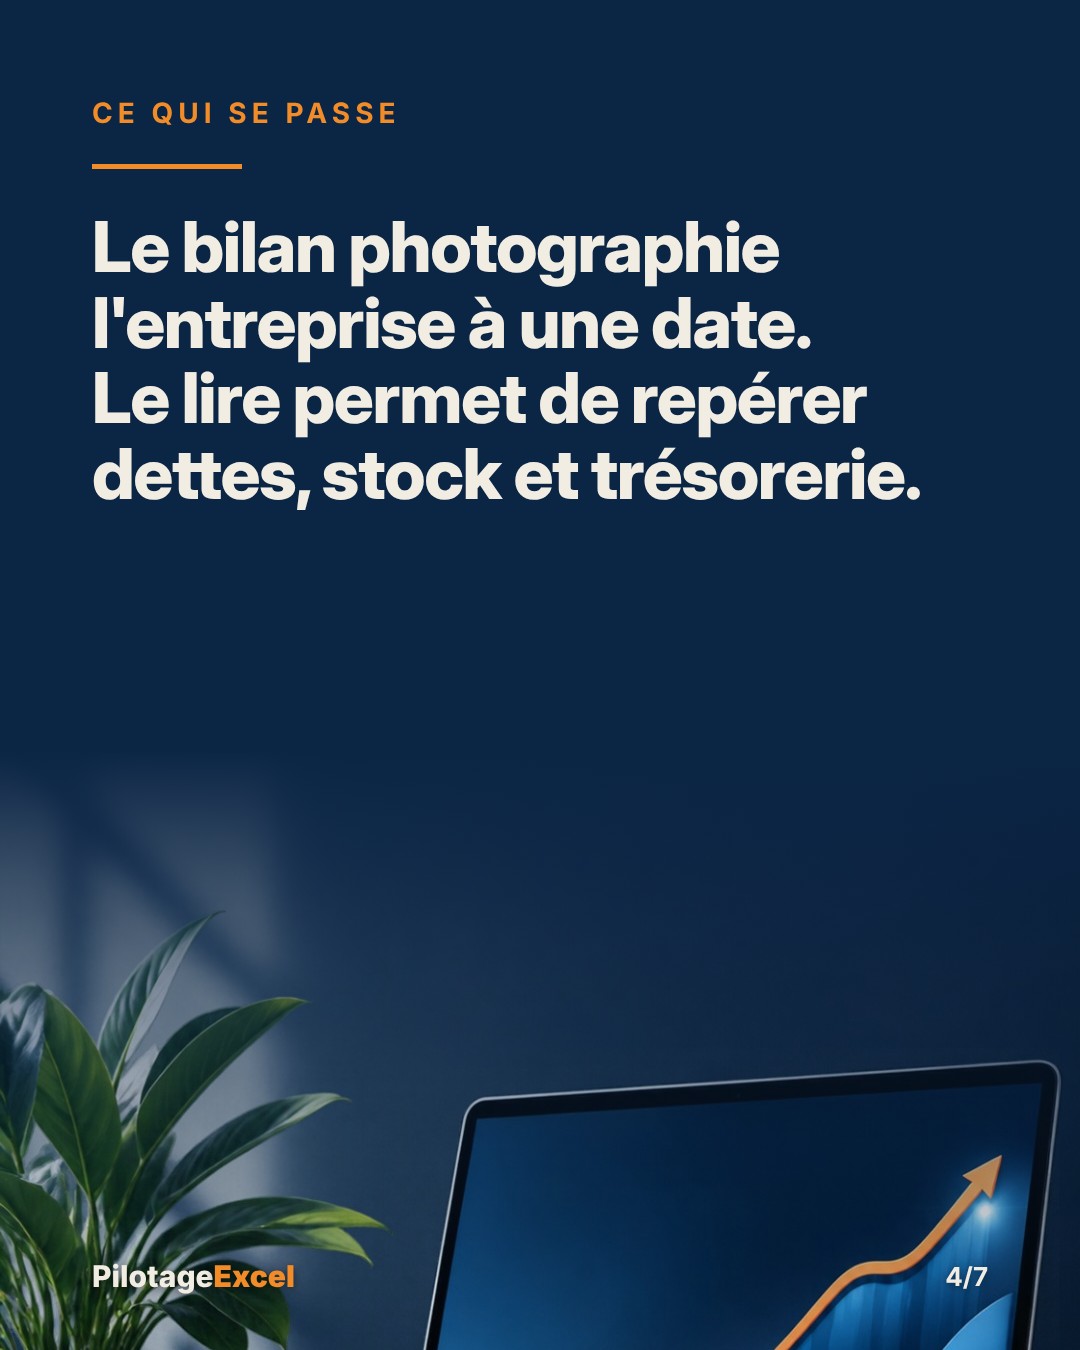 CE QUI SE PASSE
Le bilan photographie
l'entreprise à une date.
Le lire permet de repérer
dettes, stock et trésorerie.
PilotageExcel
4/7